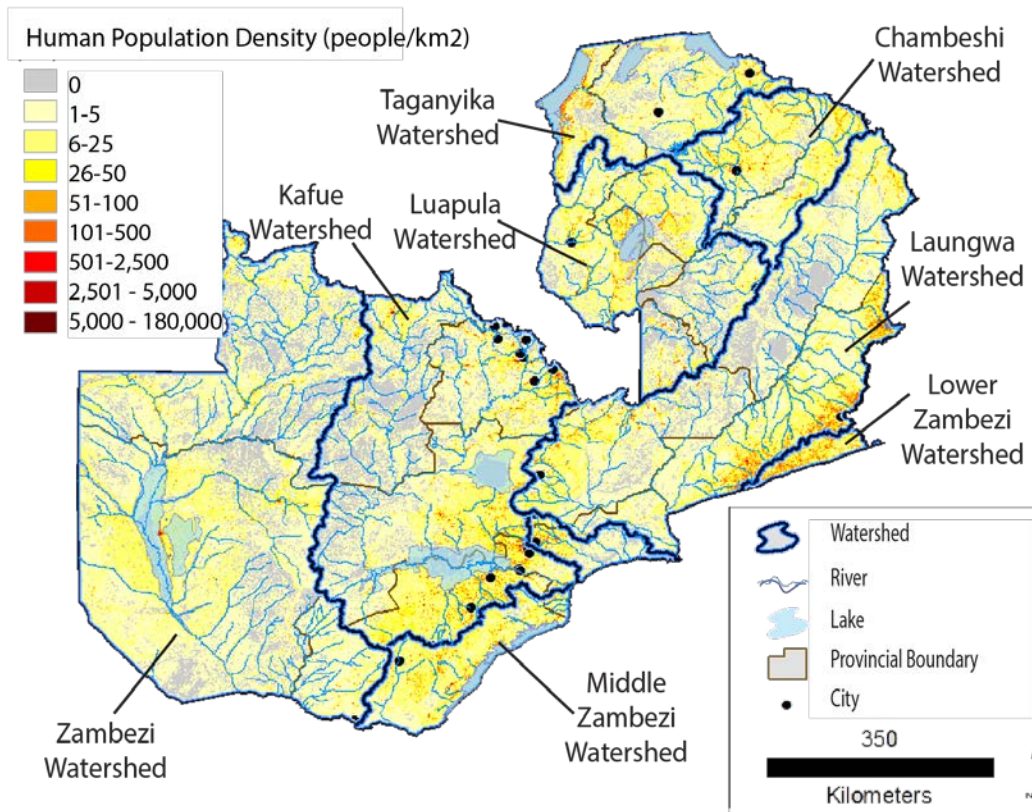 Human Population Density (people/km2)
0
1-5
6-25
26-50
51-100
101-500
501-2,500
2,501 - 5,000
5,000 - 180,000
Chambeshi
Watershed
Taganyika
Watershed
Kafue
Watershed
Luapula
Watershed
Laungwa
Watershed
Lower
Zambezi
Watershed
Middle
Zambezi
Watershed
Zambezi
Watershed
Watershed
River
Lake
Provincial Boundary
City
350
Kilometers